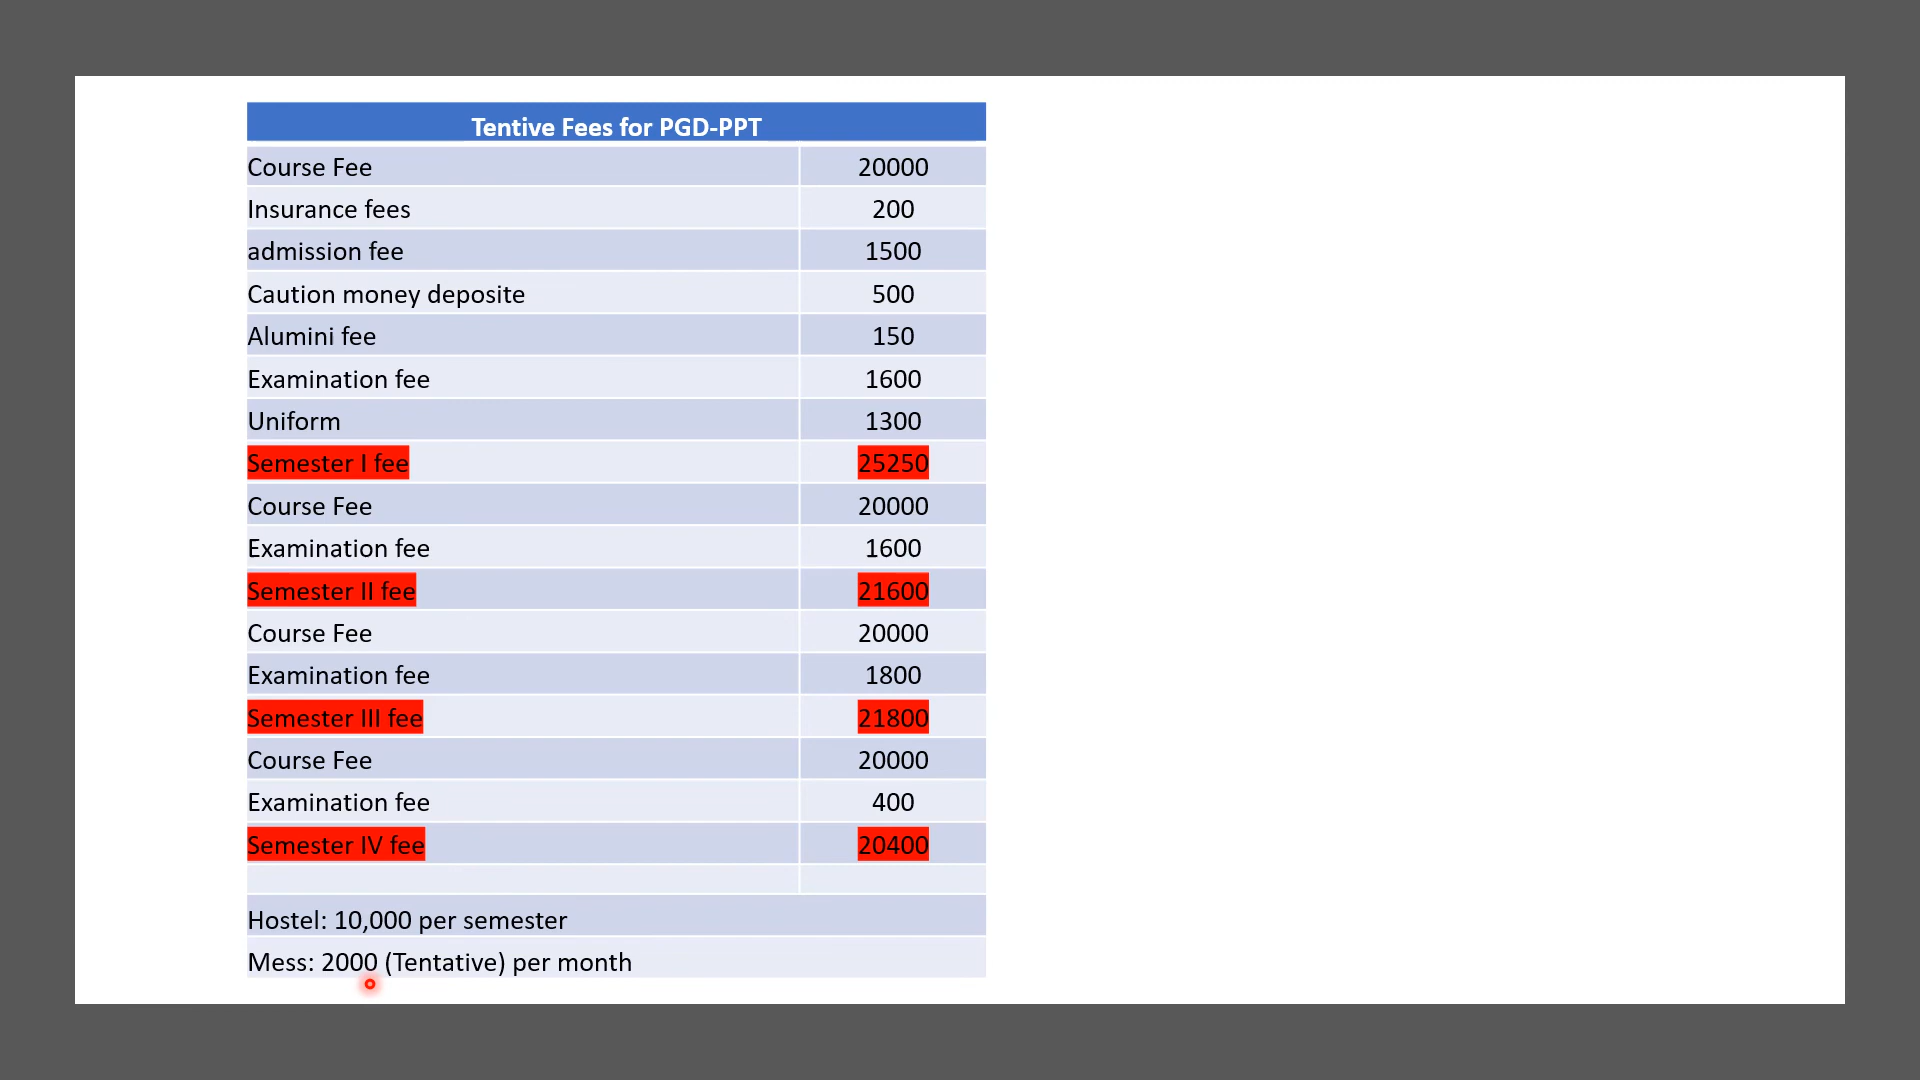 Tentive Fees for PGD-PPT
Course Fee 20000
Insurance fees 200
admission fee 1500
Caution money deposite 500
Alumini fee 150
Examination fee 1600
Uniform 1300
Semester I fee 25250
Course Fee 20000
Examination fee 1600
Semester II fee 21600
Course Fee 20000
Examination fee 1800
Semester III fee 21800
Course Fee 20000
Examination fee 400
Semester IV fee 20400
Hostel: 10,000 per semester
Mess: 2000 (Tentative) per month